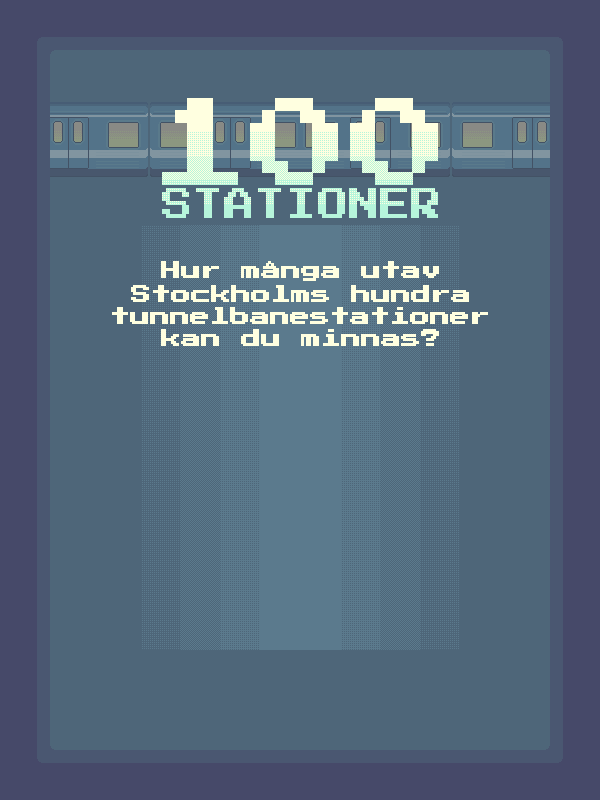 100
STATIONER
Hur många utav
Stockholms hundra
tunnelbanestationer
kan du minnas?